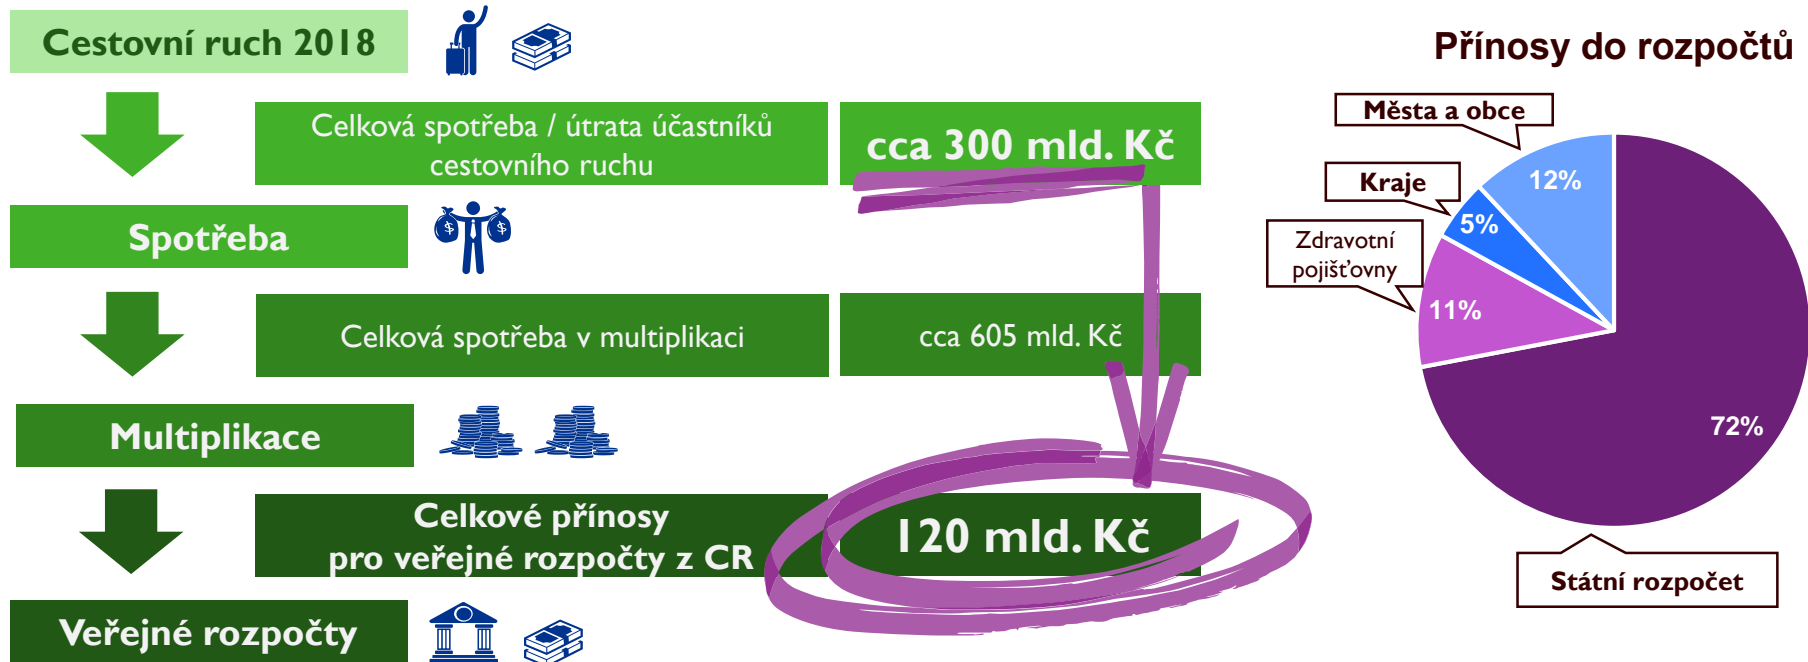 Cestovní ruch 2018
Celková spotřeba / útrata účastníků
cestovního ruchu
cca 300 mld. Kč
Spotřeba
$ $
Celková spotřeba v multiplikaci
cca 605 mld. Kč
Multiplikace
Celkové přínosy
pro veřejné rozpočty z CR
120 mld. Kč
Veřejné rozpočty
Přínosy do rozpočtů
Města a obce
12%
Kraje
5%
Zdravotní
pojišťovny
11%
72%
Státní rozpočet